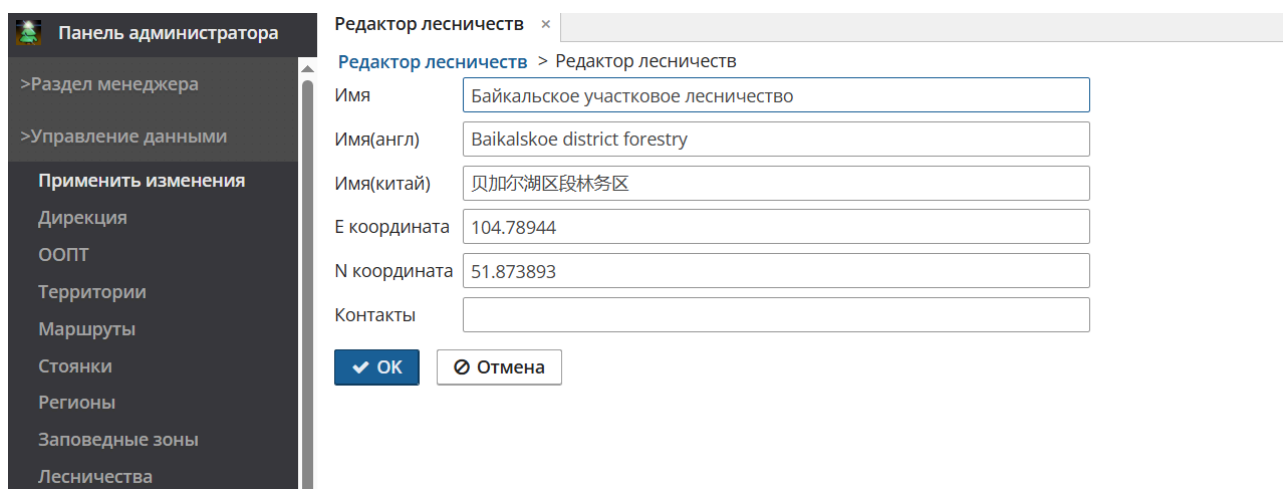 Панель администратора
>Раздел менеджера
>Управление данными
Применить изменения
Дирекция
ООПТ
Территории
Маршруты
Стоянки
Регионы
Заповедные зоны
Лесничества
Редактор лесничеств ×
Редактор лесничеств > Редактор лесничеств
Имя Байкальское участковое лесничество
Имя(англ) Baikalskoe district forestry
Имя(китай) 贝加尔湖区段林务区
E координата 104.78944
N координата 51.873893
Контакты
OK Отмена